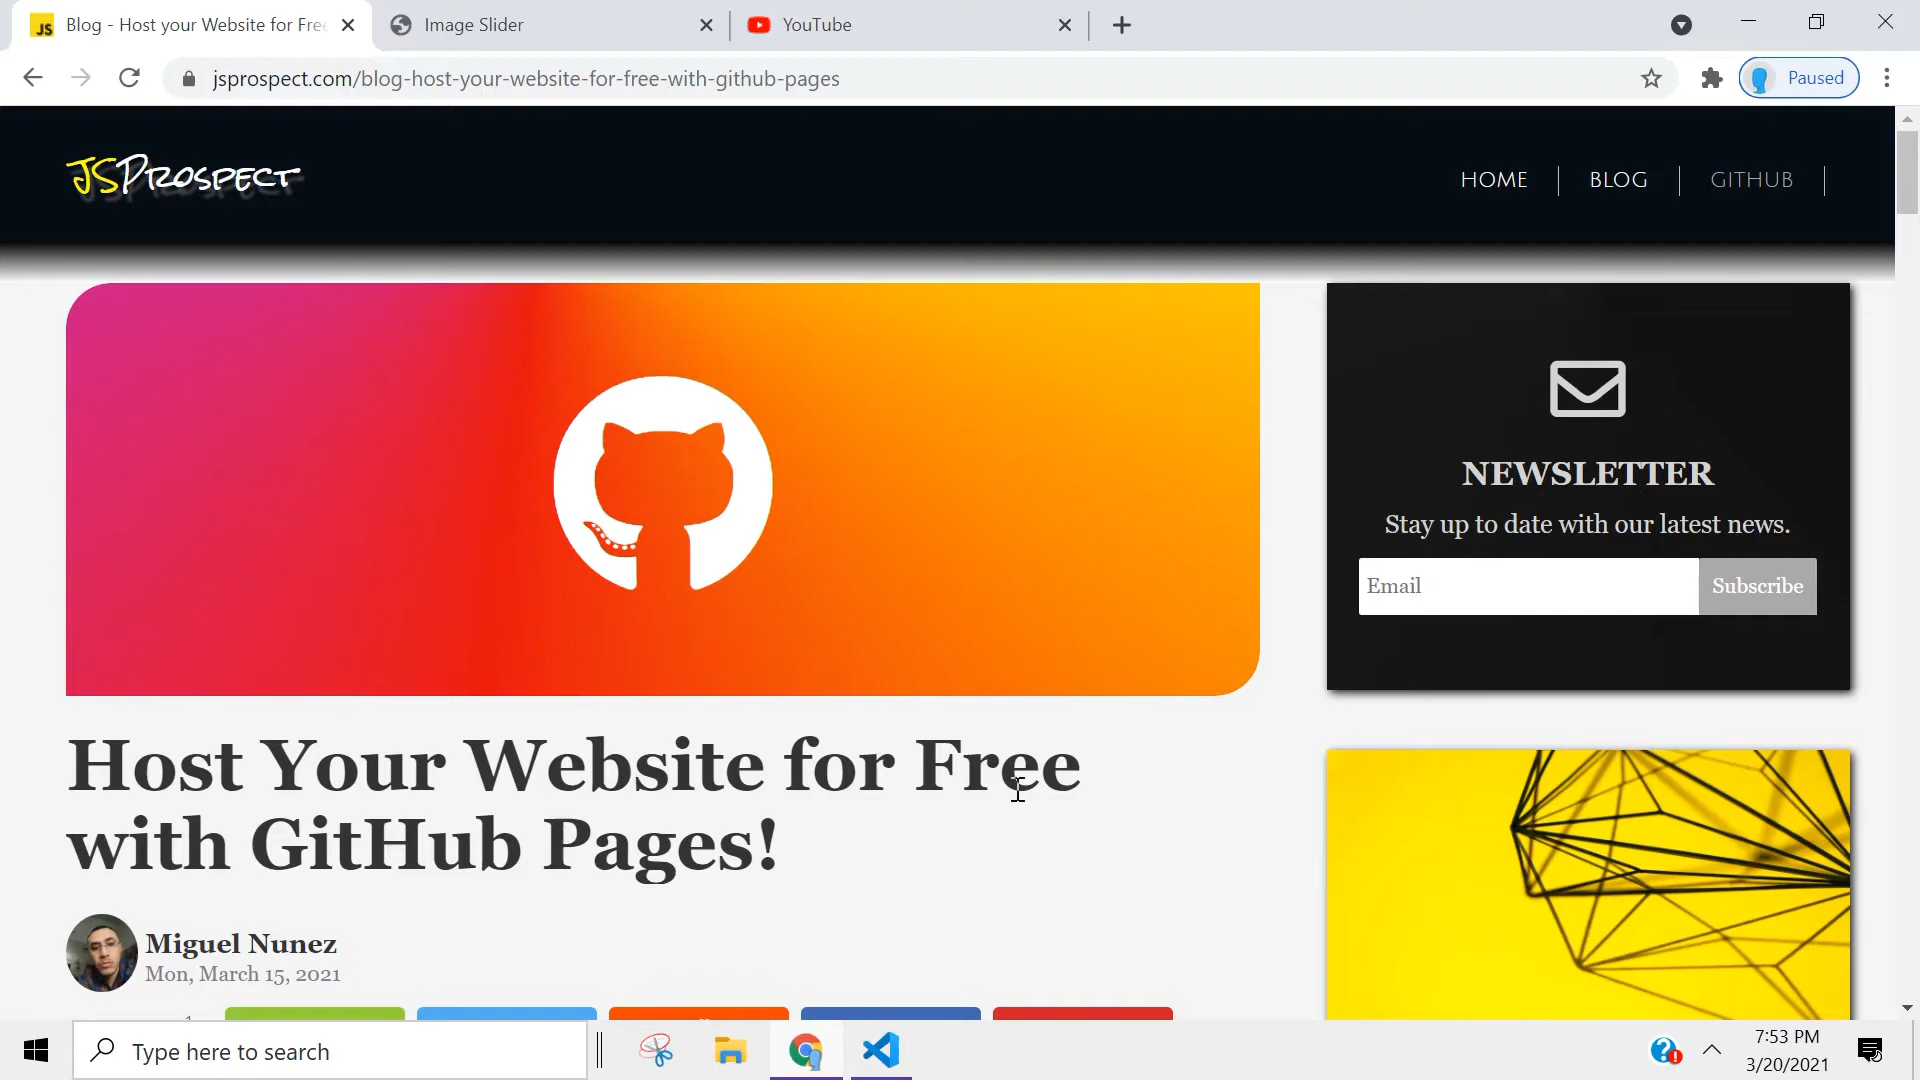 JS
Blog - Host your Website for Free
Image Slider
YouTube
jsprospect.com/blog-host-your-website-for-free-with-github-pages
Paused
JSProspect
HOME
BLOG
GITHUB
NEWSLETTER
Stay up to date with our latest news.
Email
Subscribe
Host Your Website for Free
with GitHub Pages!
Miguel Nunez
Mon, March 15, 2021
1
Type here to search
7:53 PM
3/20/2021